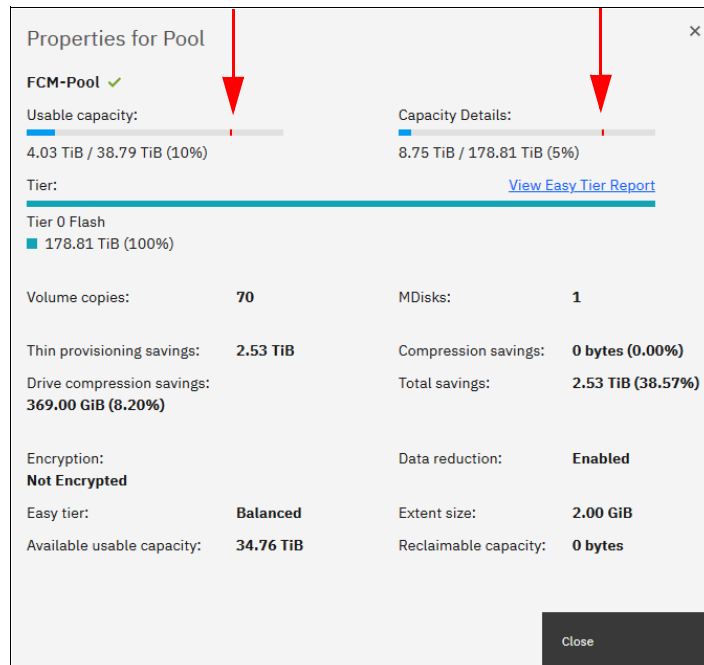 Properties for Pool
FCM-Pool
Usable capacity: Capacity Details:
4.03 TiB / 38.79 TiB (10%) 8.75 TiB / 178.81 TiB (5%)
Tier: View Easy Tier Report
Tier 0 Flash
178.81 TiB (100%)
Volume copies: 70 MDisks: 1
Thin provisioning savings: 2.53 TiB Compression savings: 0 bytes (0.00%)
Drive compression savings: Total savings: 2.53 TiB (38.57%)
369.00 GiB (8.20%)
Encryption: Data reduction: Enabled
Not Encrypted
Easy tier: Balanced Extent size: 2.00 GiB
Available usable capacity: 34.76 TiB Reclaimable capacity: 0 bytes
Close